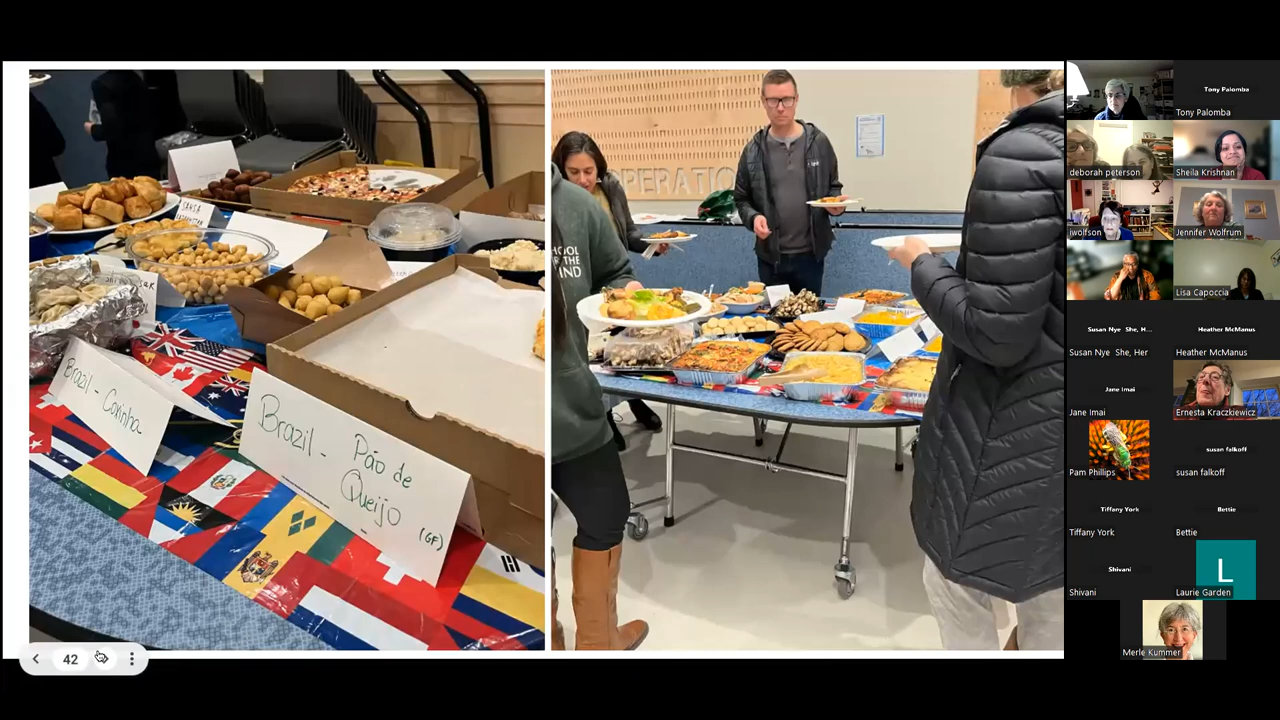 Brazil - Coxinha
Brazil -
Pão de
Queijo
(GF)
OPERATIO
42
Tony Palomba
Tony Palomba
deborah peterson
Sheila Krishnan
Jennifer Wolfrum
Lisa Capoccia
Susan Nye She, H...
Susan Nye She, Her
Heather McManus
Heather McManus
Jane Imai
Jane Imai
Ernesta Kraczkiewicz
Pam Phillips
susan falkoff
susan falkoff
Tiffany York
Tiffany York
Bettie
Bettie
Shivani
Shivani
L
Laurie Garden
Merle Kummer